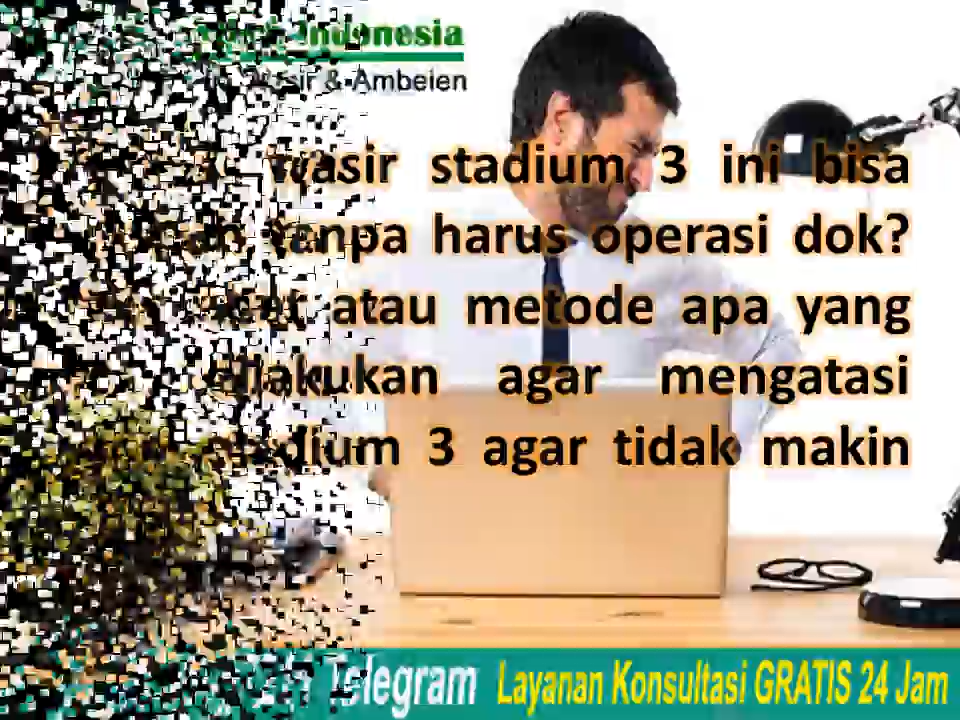 Indonesia
& Ambeien
wasir stadium 3 ini bisa
tanpa harus operasi dok?
atau metode apa yang
dilakukan agar mengatasi
stadium 3 agar tidak makin
Telegram Layanan Konsultasi GRATIS 24 Jam